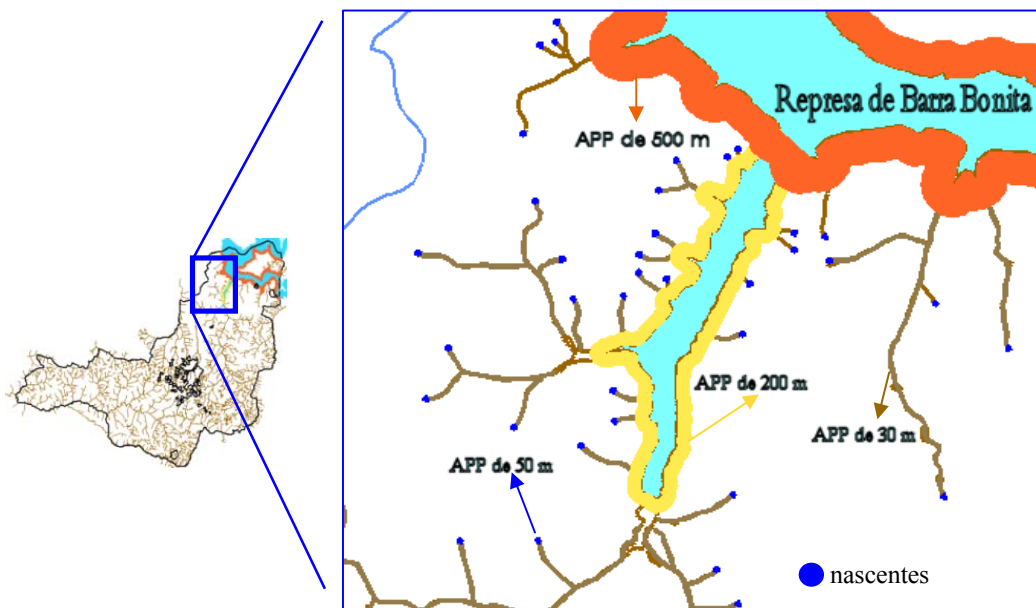 Represa de Barra Bonita
APP de 500 m
APP de 200 m
APP de 30 m
APP de 50 m
nascentes